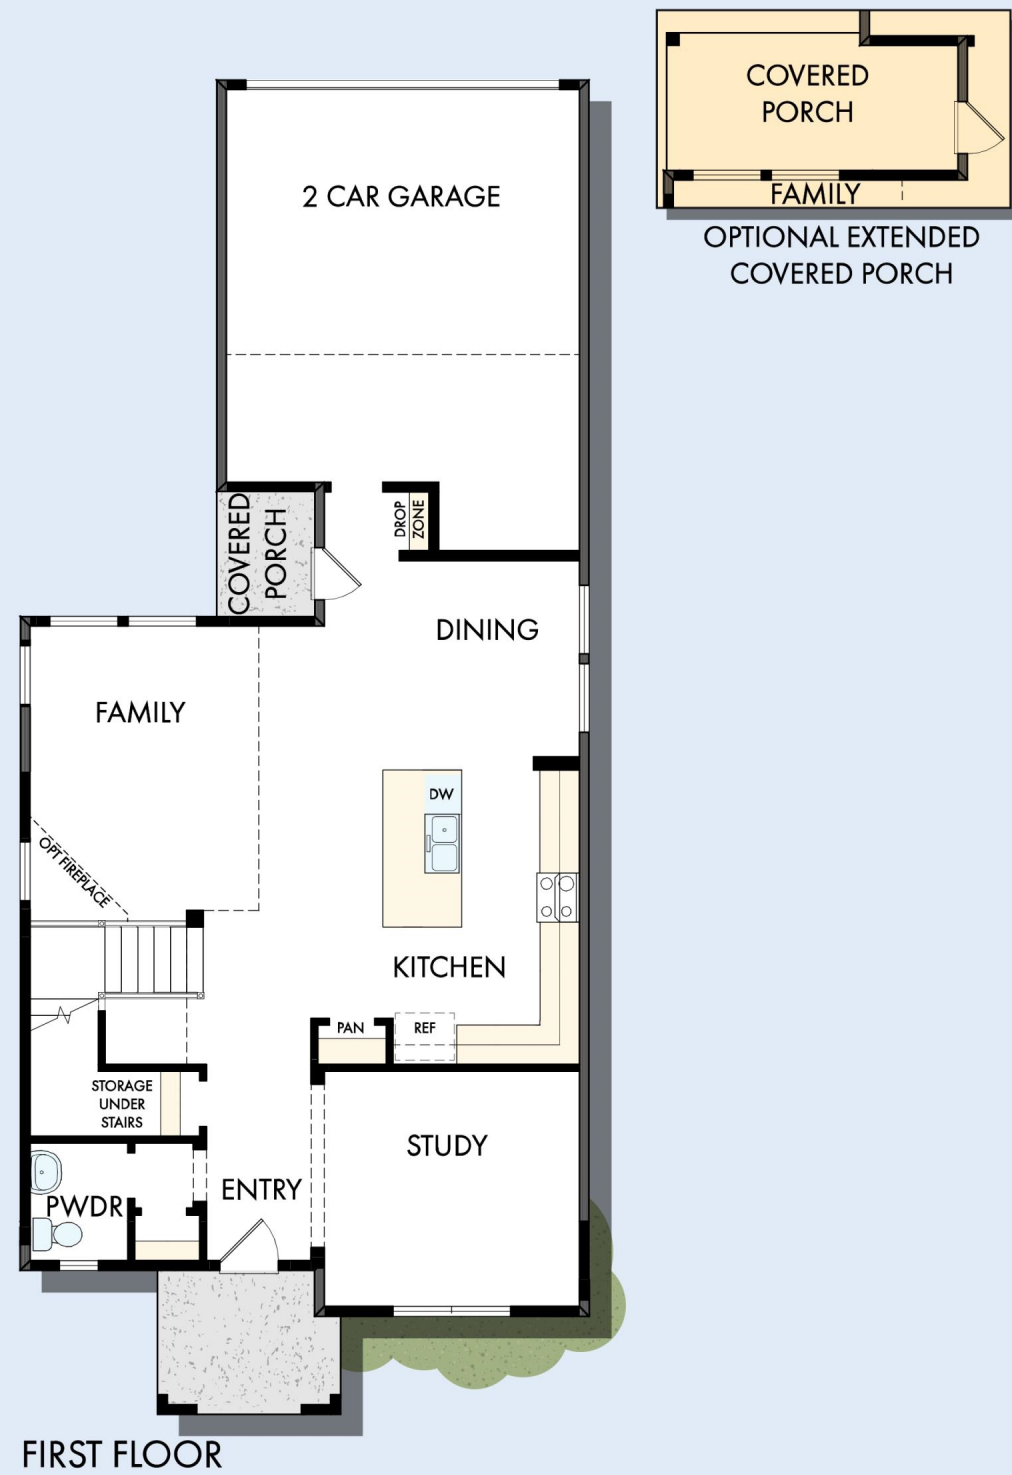 COVERED
PORCH
FAMILY
OPTIONAL EXTENDED
COVERED PORCH
2 CAR GARAGE
COVERED
PORCH
DROP
ZONE
DINING
FAMILY
DW
OPT FIREPLACE
KITCHEN
PAN
REF
STORAGE
UNDER
STAIRS
STUDY
ENTRY
PWDR
FIRST FLOOR